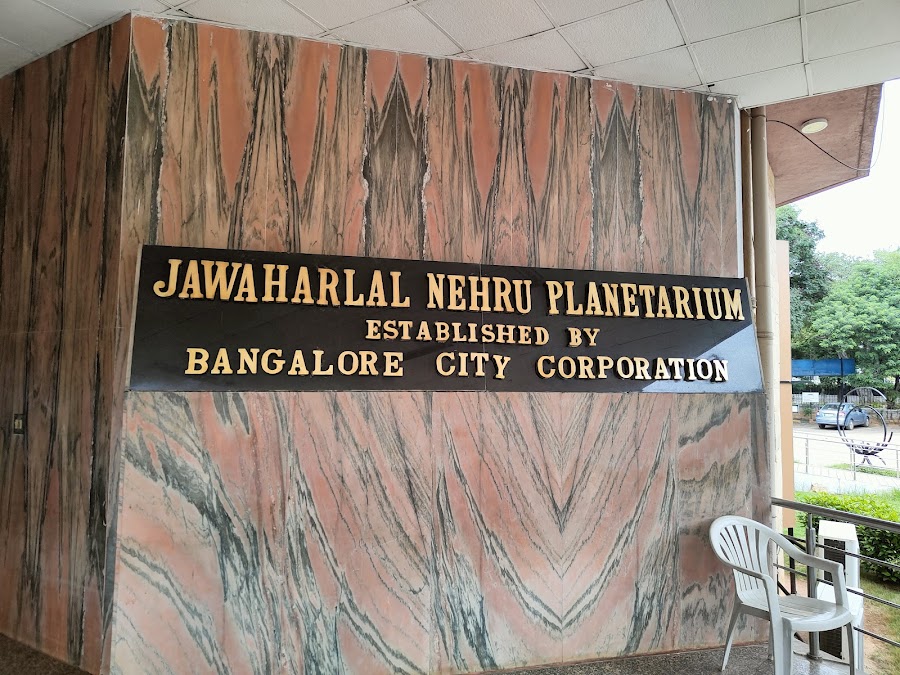 JAWAHARLAL NEHRU PLANETARIUM
ESTABLISHED BY
BANGALORE CITY CORPORATION